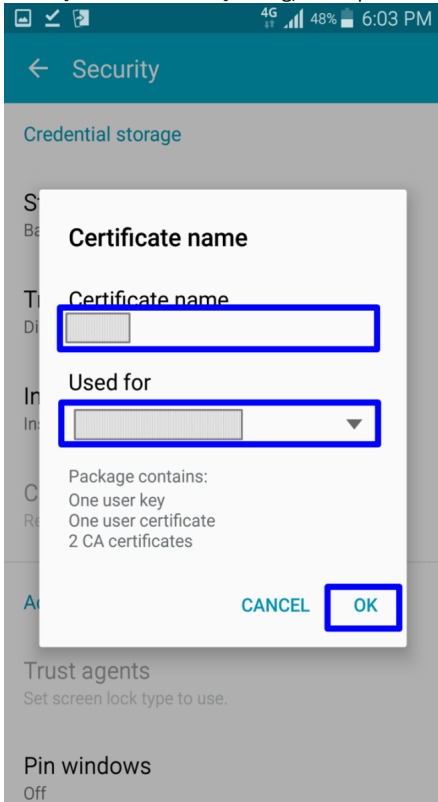 4G 48% 6:03 PM
Security
Credential storage
Certificate name
Certificate name
Used for
Package contains:
One user key
One user certificate
2 CA certificates
CANCEL OK
Trust agents
Set screen lock type to use.
Pin windows
Off